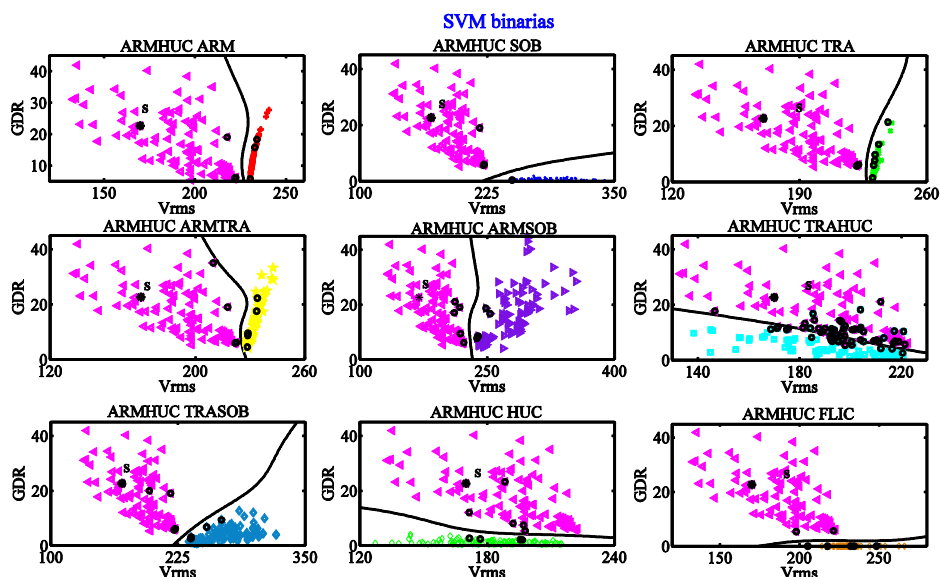 SVM binarias
ARMHUC ARM
ARMHUC SOB
ARMHUC TRA
GDR
40
30
20
10
S
120 150 200 250 260
Vrms
GDR
40
20
0
S
100 225 350
Vrms
GDR
40
20
0
S
120 190 260
Vrms
ARMHUC ARMTRA
ARMHUC ARMSOB
ARMHUC TRAHUC
GDR
40
20
0
S
120 200 260
Vrms
GDR
40
20
0
S
100 250 400
Vrms
GDR
40
20
0
S
140 180 220
Vrms
ARMHUC TRASOB
ARMHUC HUC
ARMHUC FLIC
GDR
40
20
0
S
100 225 350
Vrms
GDR
40
20
0
S
120 180 240
Vrms
GDR
40
20
0
S
150 200 250
Vrms